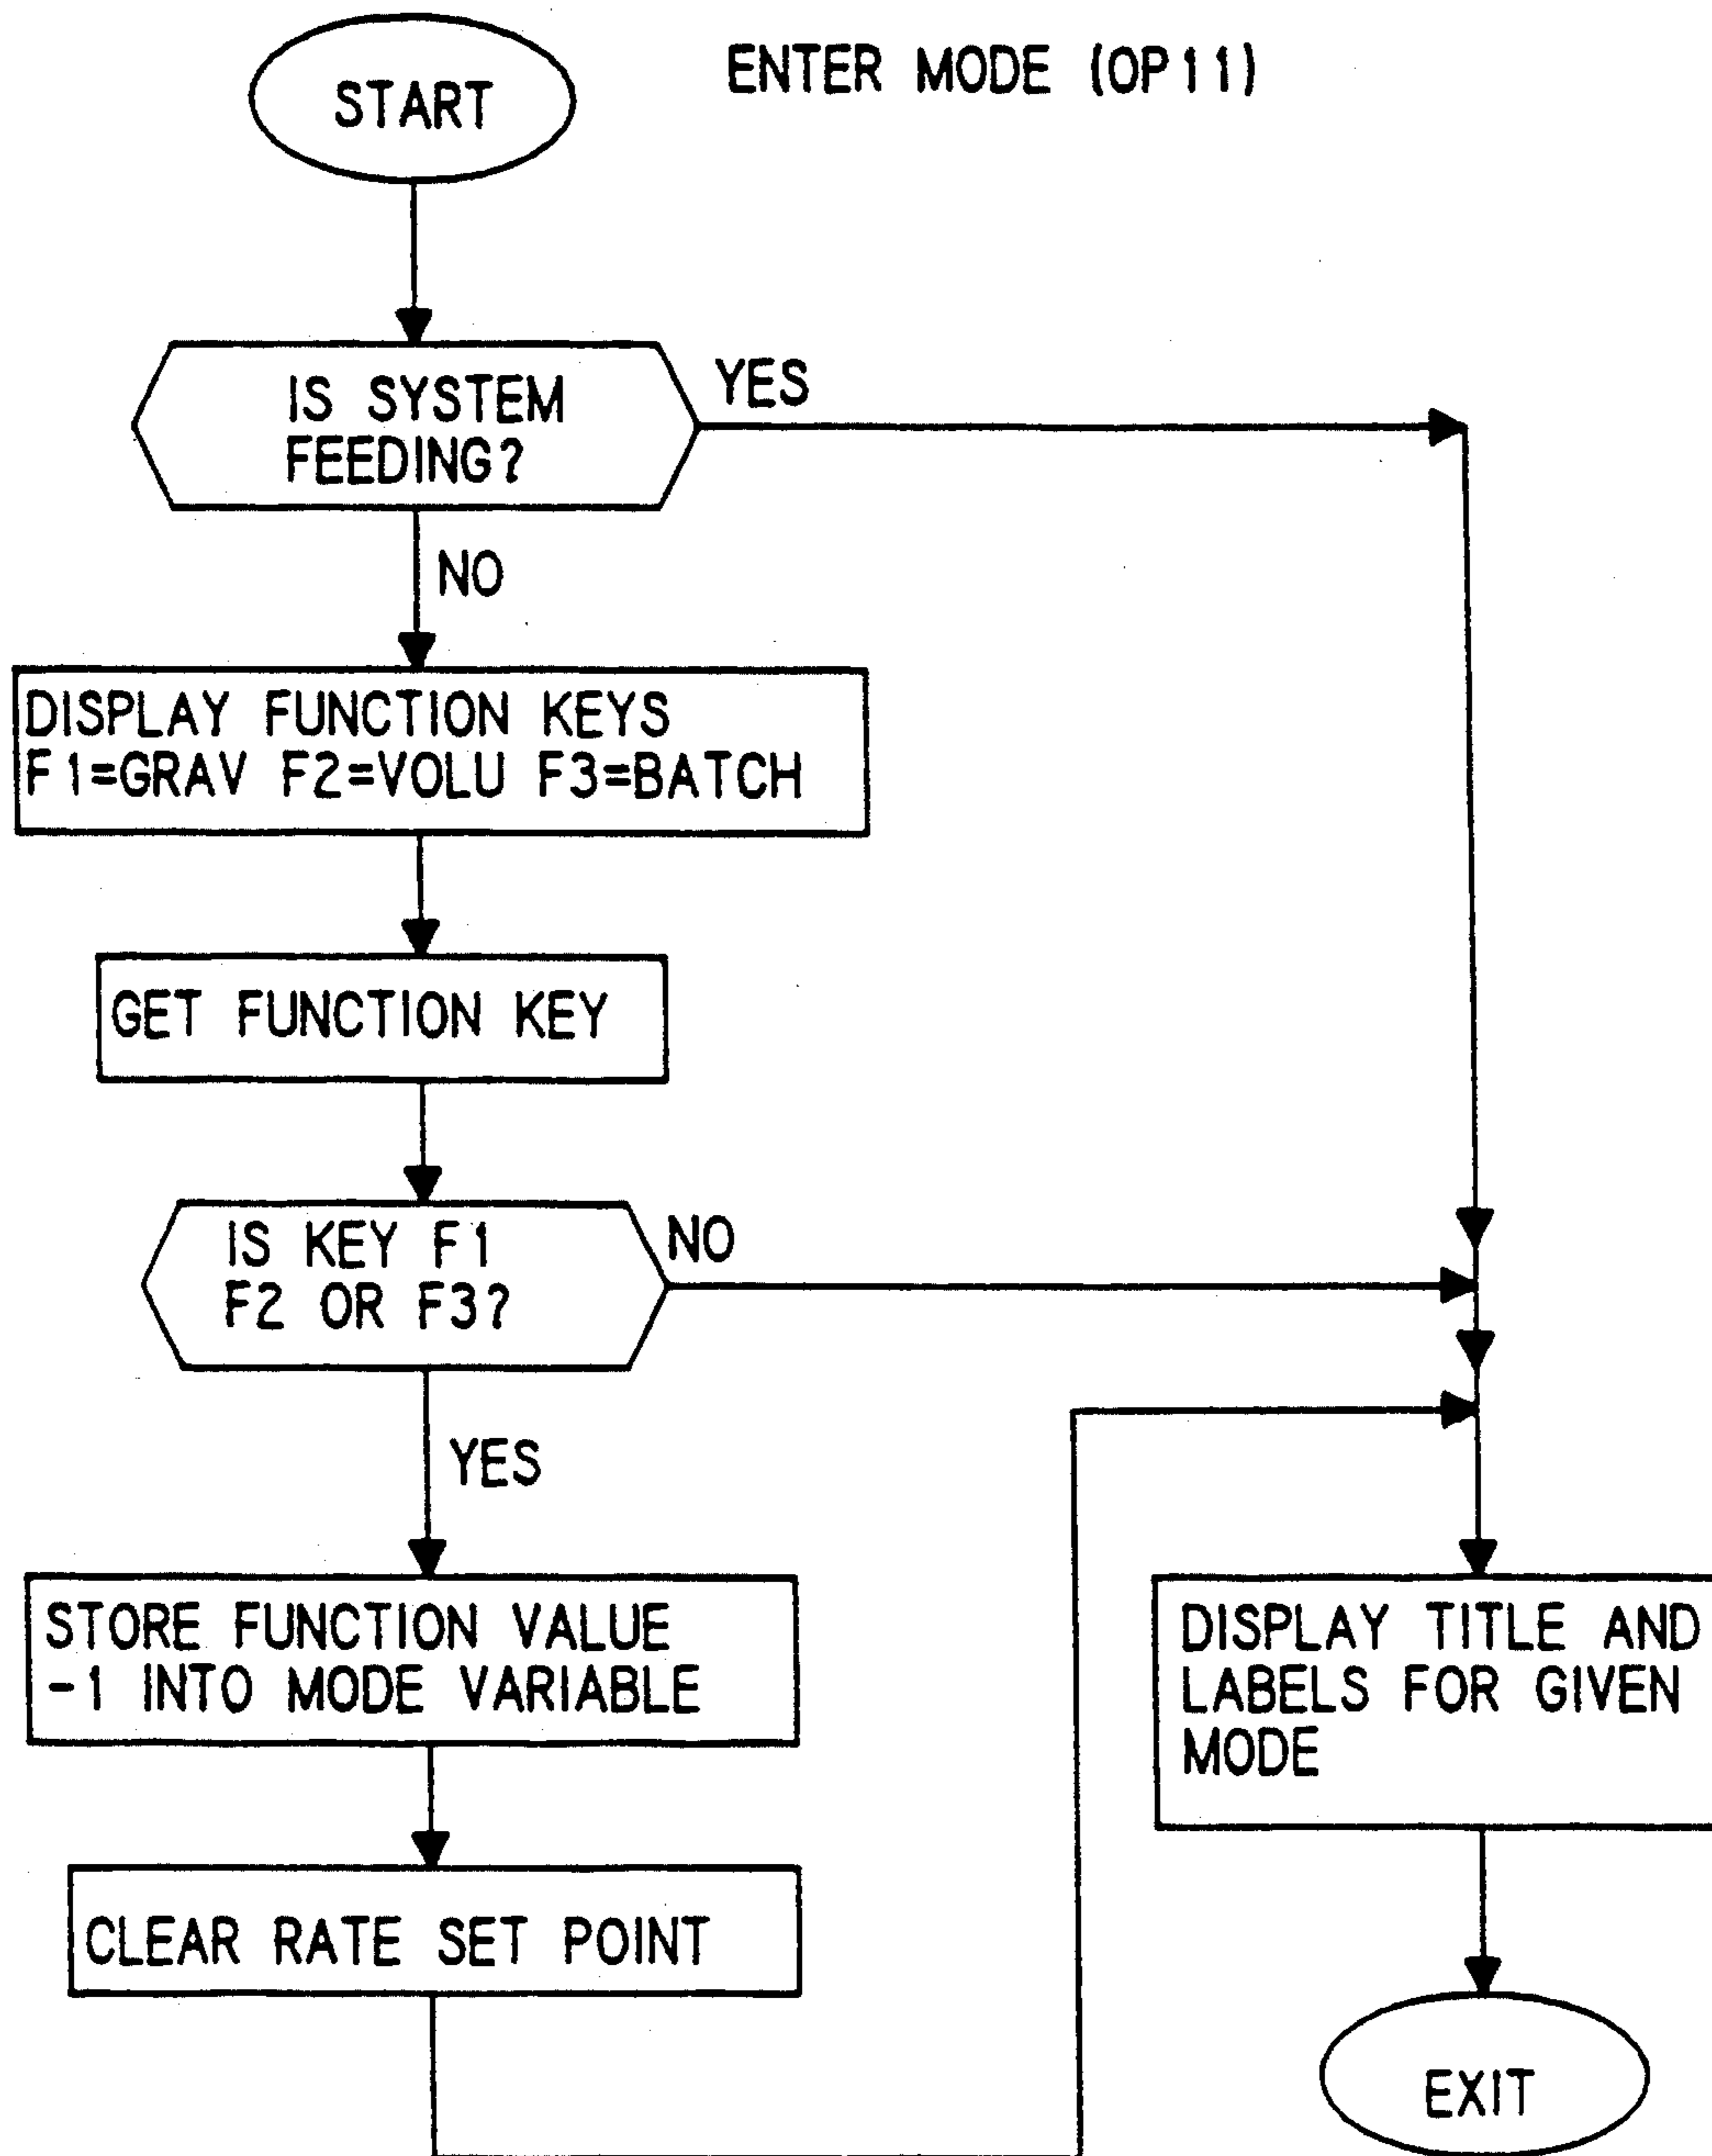 ENTER MODE (OP11)
START
IS SYSTEM
FEEDING?
YES
NO
DISPLAY FUNCTION KEYS
F1=GRAV F2=VOLU F3=BATCH
GET FUNCTION KEY
IS KEY F1
F2 OR F3?
NO
YES
STORE FUNCTION VALUE
-1 INTO MODE VARIABLE
CLEAR RATE SET POINT
DISPLAY TITLE AND
LABELS FOR GIVEN
MODE
EXIT